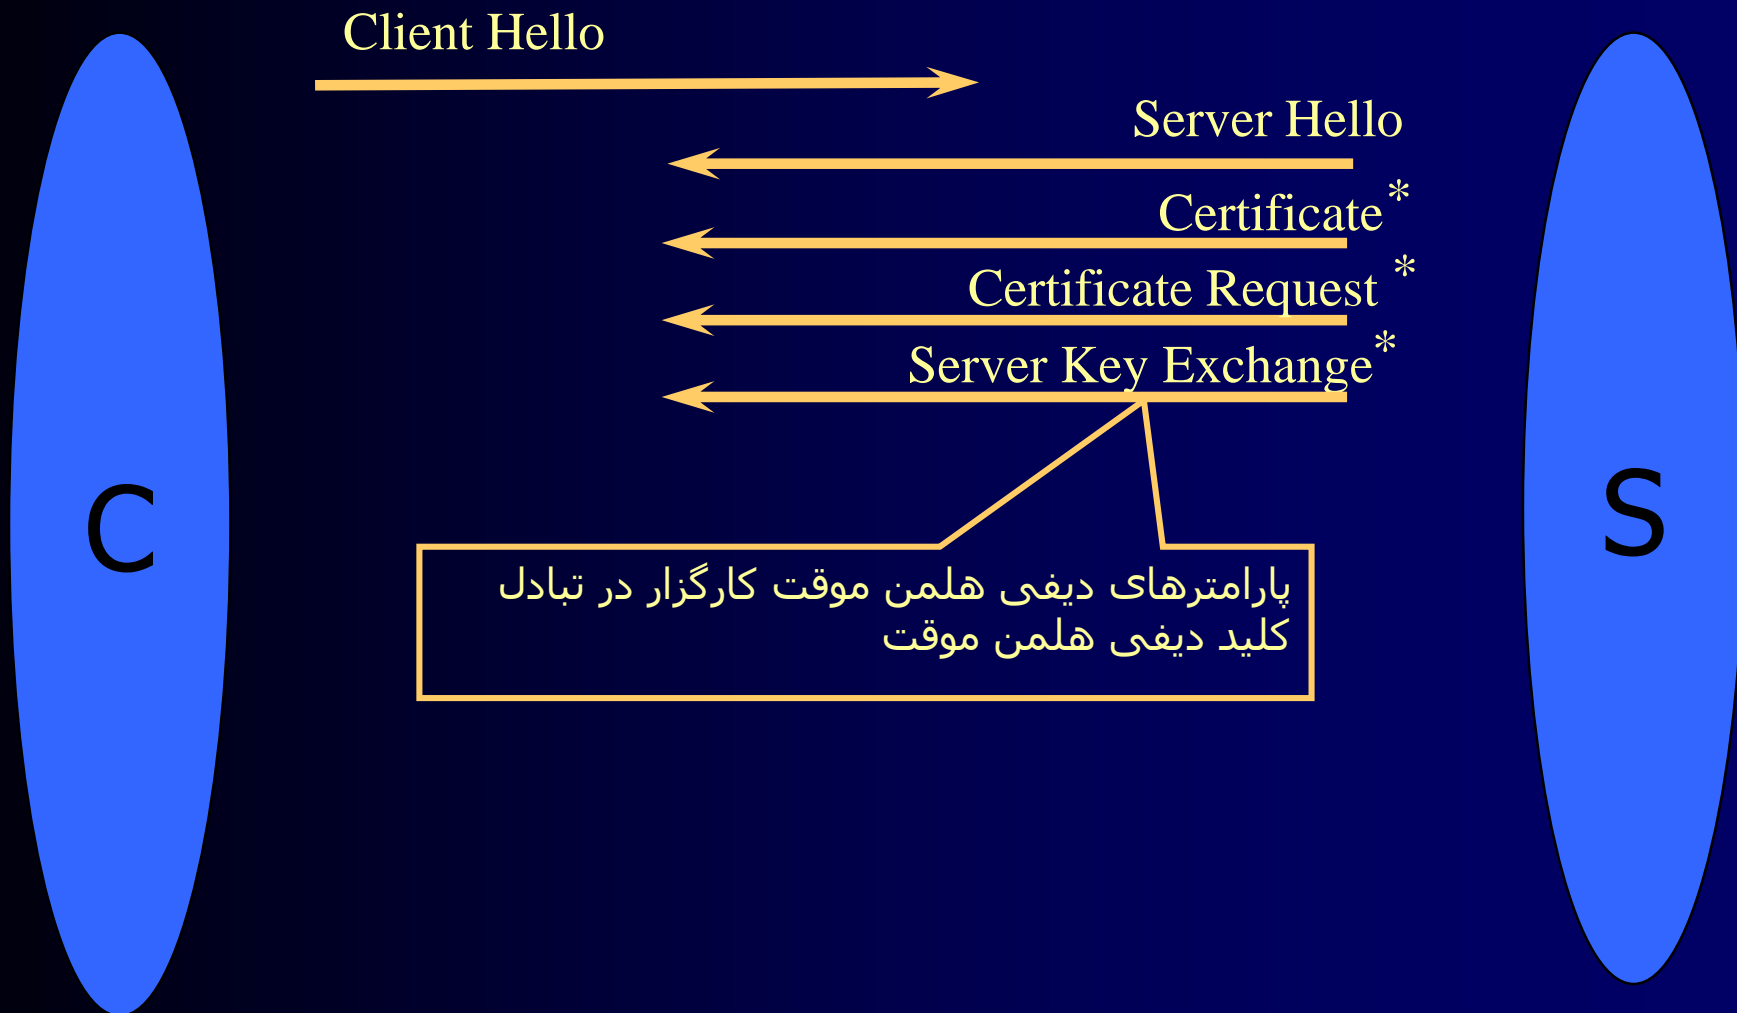 Client Hello
Server Hello
Certificate*
Certificate Request *
Server Key Exchange*
C
S
پارامترهای دیفی هلمن موقت کارگزار در تبادل
کلید دیفی هلمن موقت